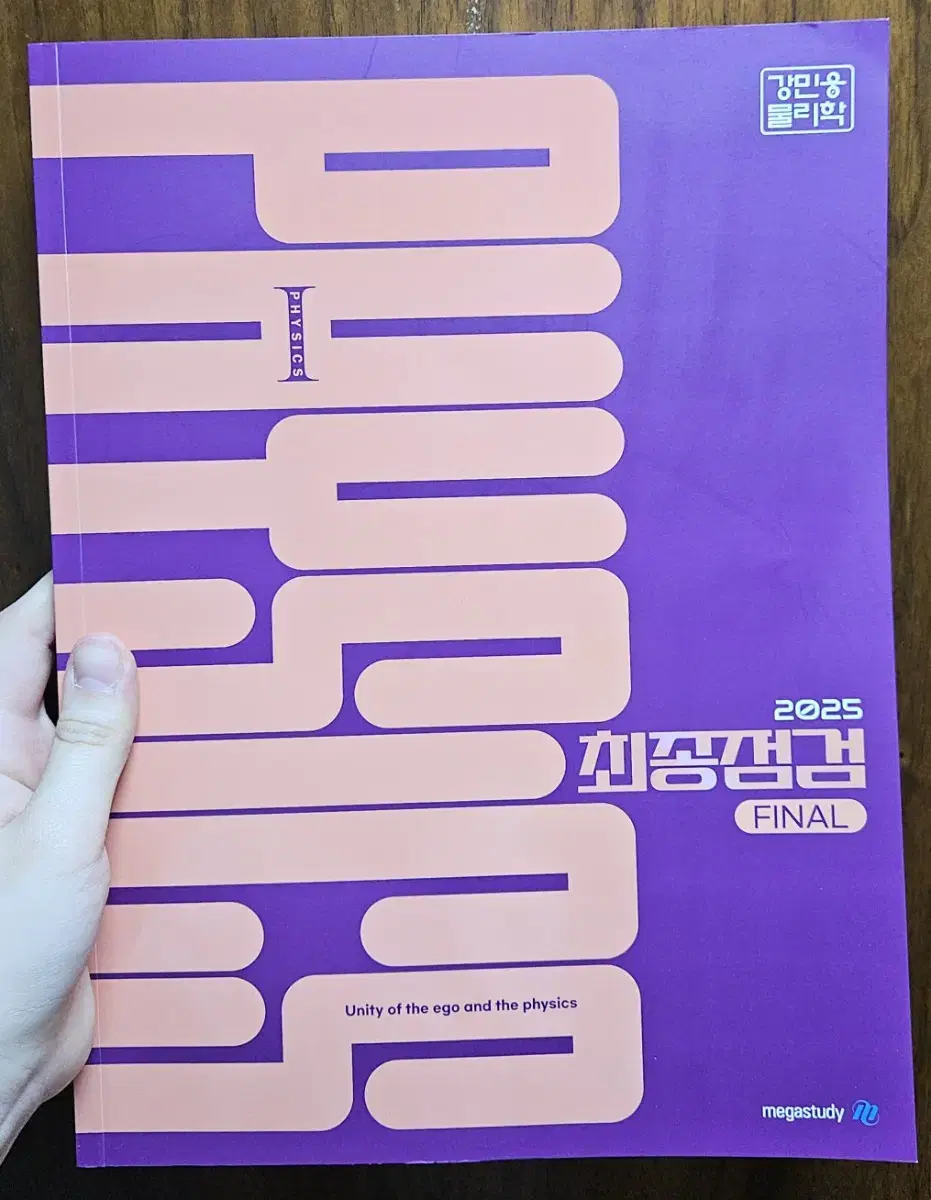 강민웅
물리학
PHYSICS
I
PHYSICS
2025
최종점검
FINAL
Unity of the ego and the physics
megastudy